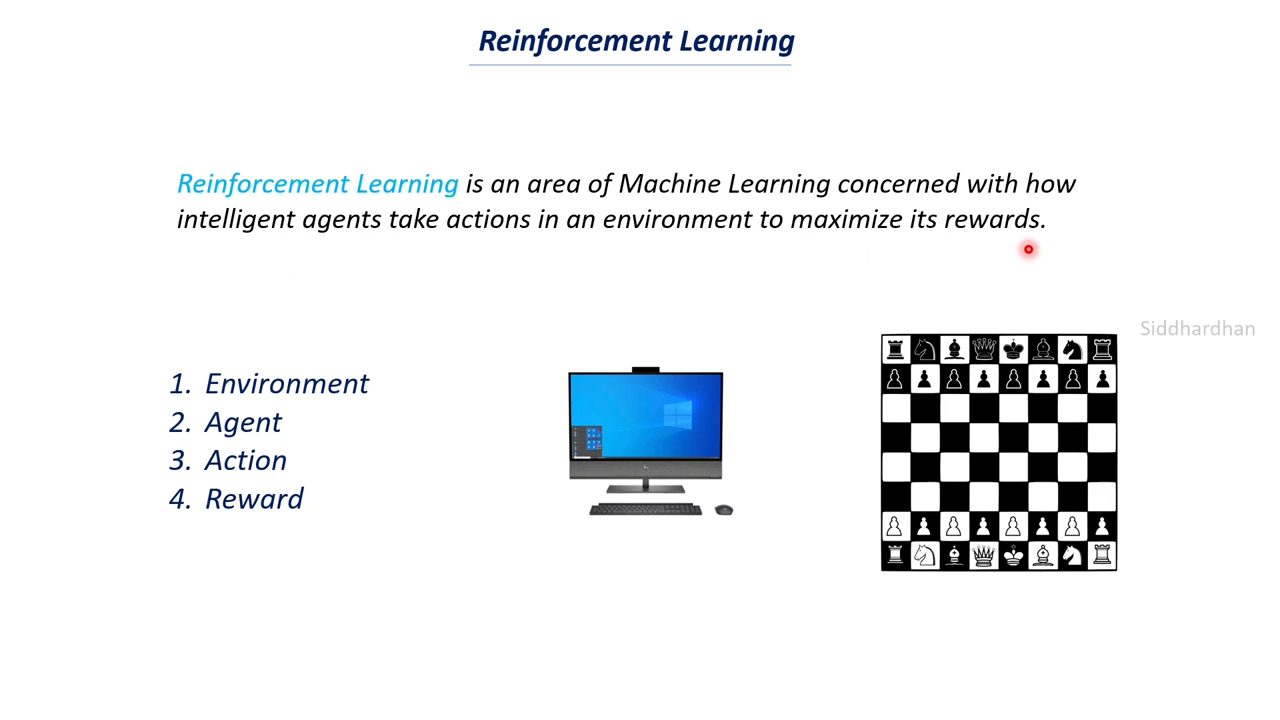 Reinforcement Learning
Reinforcement Learning is an area of Machine Learning concerned with how
intelligent agents take actions in an environment to maximize its rewards.
Siddhardhan
1. Environment
2. Agent
3. Action
4. Reward